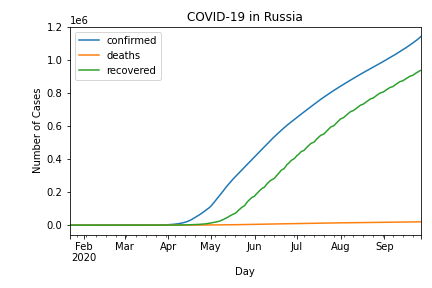 COVID-19 in Russia
1e6
1.2
1.0
0.8
0.6
0.4
0.2
0.0
Number of Cases
confirmed
deaths
recovered
Feb Mar Apr May Jun Jul Aug Sep
2020
Day